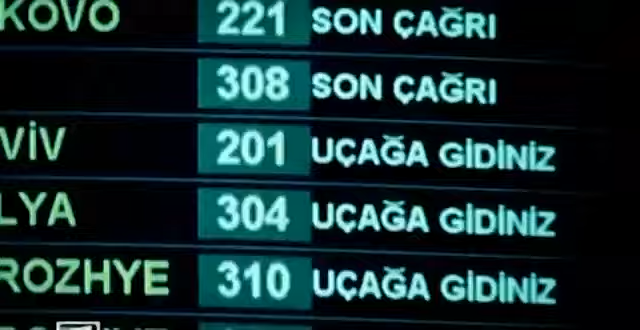 KOVO 221 SON ÇAĞRI
308 SON ÇAĞRI
VİV 201 UÇAĞA GİDİNİZ
LYA 304 UÇAĞA GİDİNİZ
ROZHYE 310 UÇAĞA GİDİNİZ